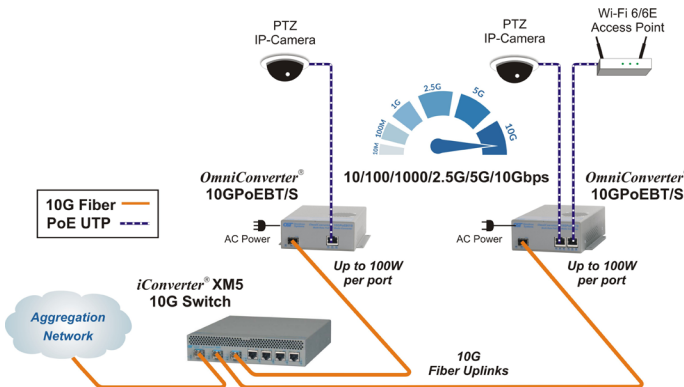 PTZ
IP-Camera
PTZ
IP-Camera
Wi-Fi 6/6E
Access Point
10M
100M
1G
2.5G
5G
10G
10/100/1000/2.5G/5G/10Gbps
OmniConverter®
10GPoEBT/S
OmniConverter®
10GPoEBT/S
10G Fiber
PoE UTP
AC Power
AC Power
Up to 100W
per port
Up to 100W
per port
iConverter® XM5
10G Switch
Aggregation
Network
10G
Fiber Uplinks